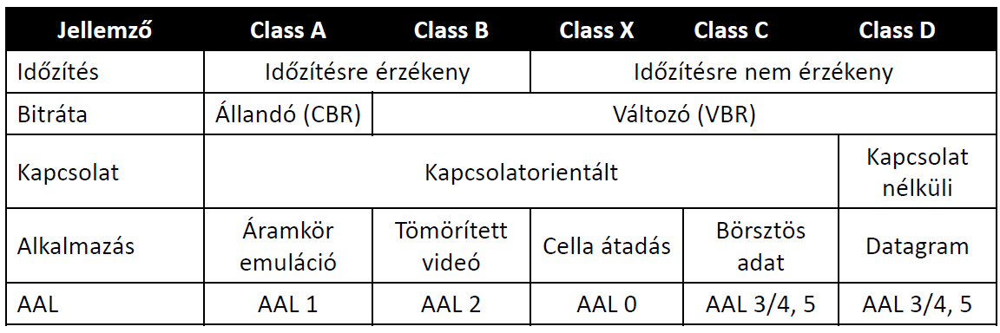 Jellemző Class A Class B Class X Class C Class D
Időzítés Időzítésre érzékeny Időzítésre nem érzékeny
Bitráta Állandó (CBR) Változó (VBR)
Kapcsolat Kapcsolatorientált Kapcsolat
nélküli
Alkalmazás Áramkör
emuláció Tömörített
videó Cella átadás Börsztös
adat Datagram
AAL AAL 1 AAL 2 AAL 0 AAL 3/4, 5 AAL 3/4, 5